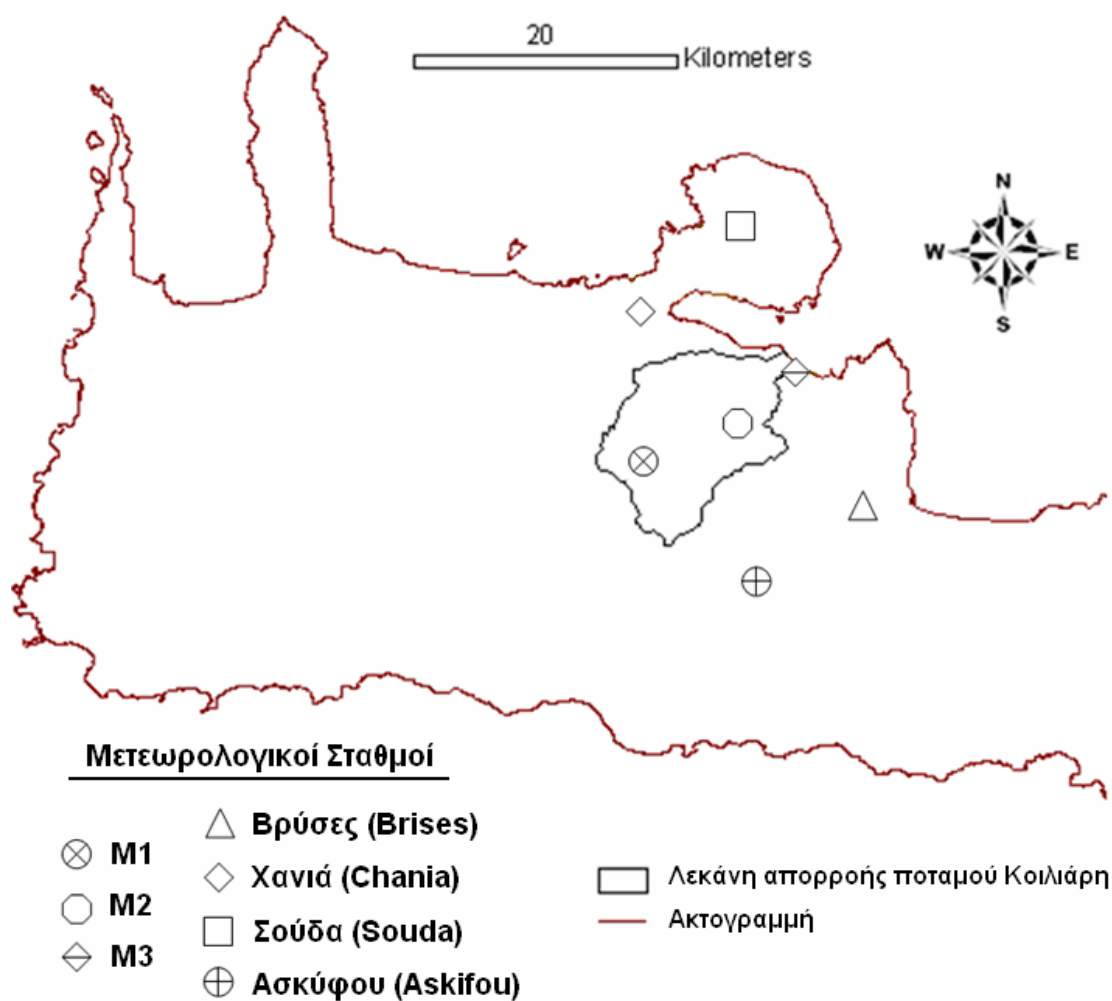 20
Kilometers
N
W
E
S
Μετεωρολογικοί Σταθμοί
M1
M2
M3
Βρύσες (Brises)
Χανιά (Chania)
Σούδα (Souda)
Ασκύφου (Askifou)
Λεκάνη απορροής ποταμού Κοιλιάρη
Ακτογραμμή